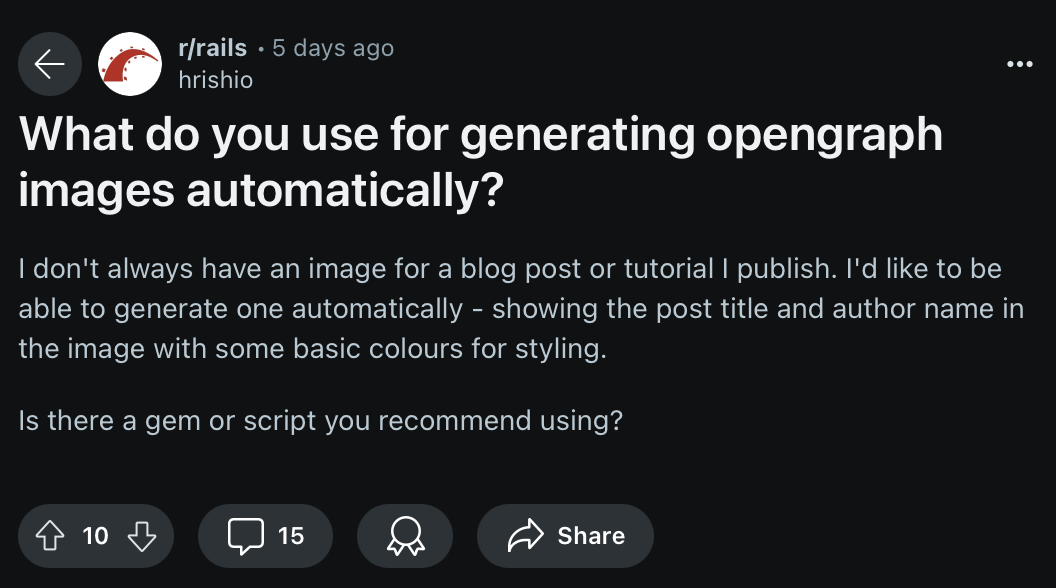 r/rails • 5 days ago
hrishio
What do you use for generating opengraph
images automatically?
I don't always have an image for a blog post or tutorial I publish. I'd like to be
able to generate one automatically - showing the post title and author name in
the image with some basic colours for styling.
Is there a gem or script you recommend using?
10
15
Share